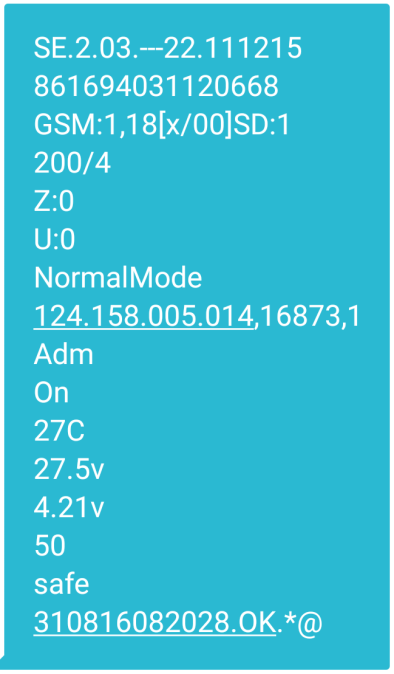 SE.2.03.---22.111215
861694031120668
GSM:1,18[x/00]SD:1
200/4
Z:0
U:0
NormalMode
124.158.005.014,16873,1
Adm
On
27C
27.5v
4.21v
50
safe
310816082028.OK.*@